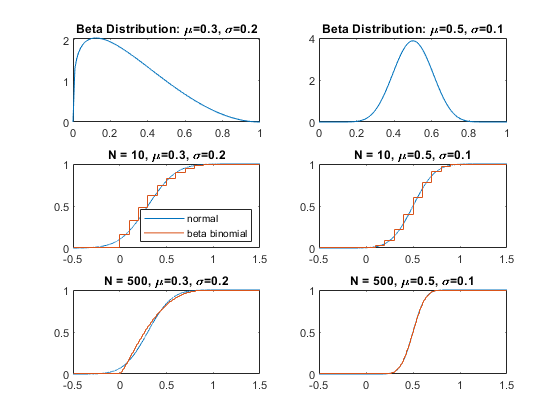 Beta Distribution: μ=0.3, σ=0.2
2
1
0
0.2 0.4 0.6 0.8 1
Beta Distribution: μ=0.5, σ=0.1
4
2
0
0 0.2 0.4 0.6 0.8 1
N = 10, μ=0.3, σ=0.2
1
0.5
0
-0.5 0 0.5 1 1.5
normal
beta binomial
N = 10, μ=0.5, σ=0.1
1
0.5
0
-0.5 0 0.5 1 1.5
N = 500, μ=0.3, σ=0.2
1
0.5
0
-0.5 0 0.5 1 1.5
N = 500, μ=0.5, σ=0.1
1
0.5
0
-0.5 0 0.5 1 1.5